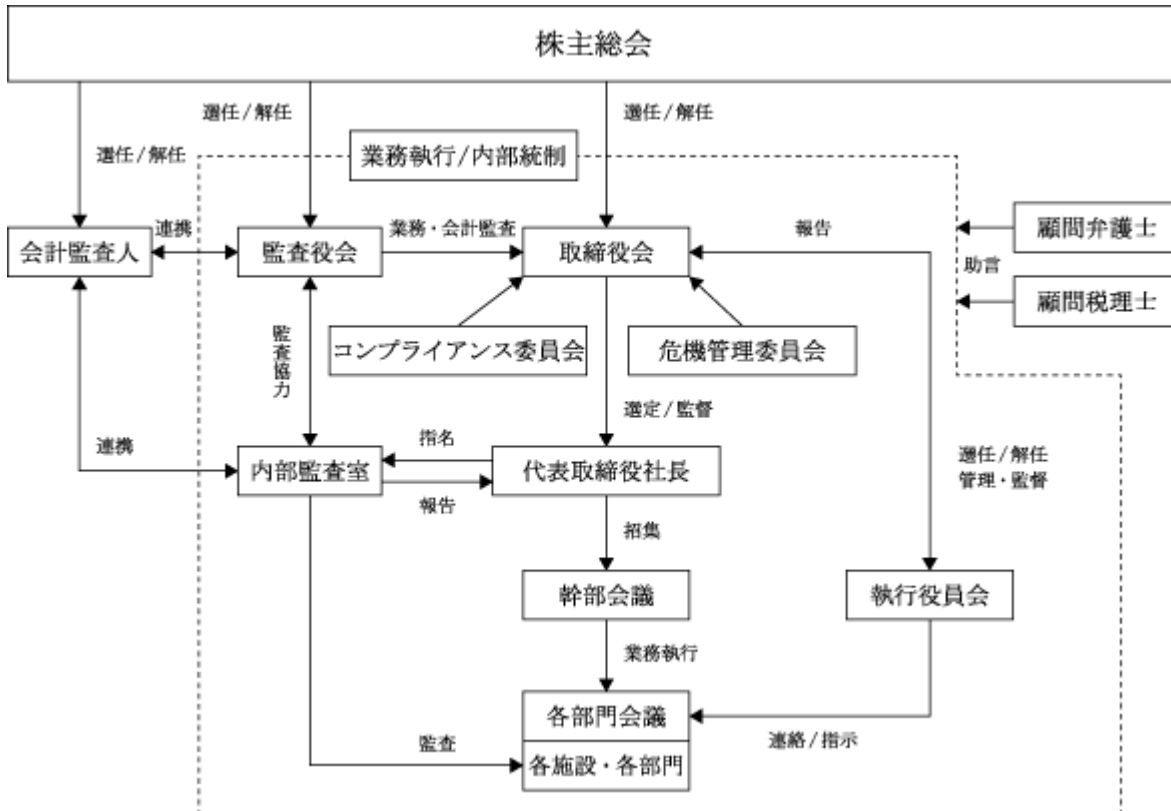 株主総会
選任/解任
選任/解任
選任/解任
業務執行/内部統制
会計監査人
連携
監査役会
業務・会計監査
取締役会
報告
顧問弁護士
助言
顧問税理士
監査協力
コンプライアンス委員会
危機管理委員会
選定/監督
連携
内部監査室
指名
報告
代表取締役社長
選任/解任
管理・監督
招集
幹部会議
執行役員会
業務執行
各部門会議
連絡/指示
監査
各施設・各部門